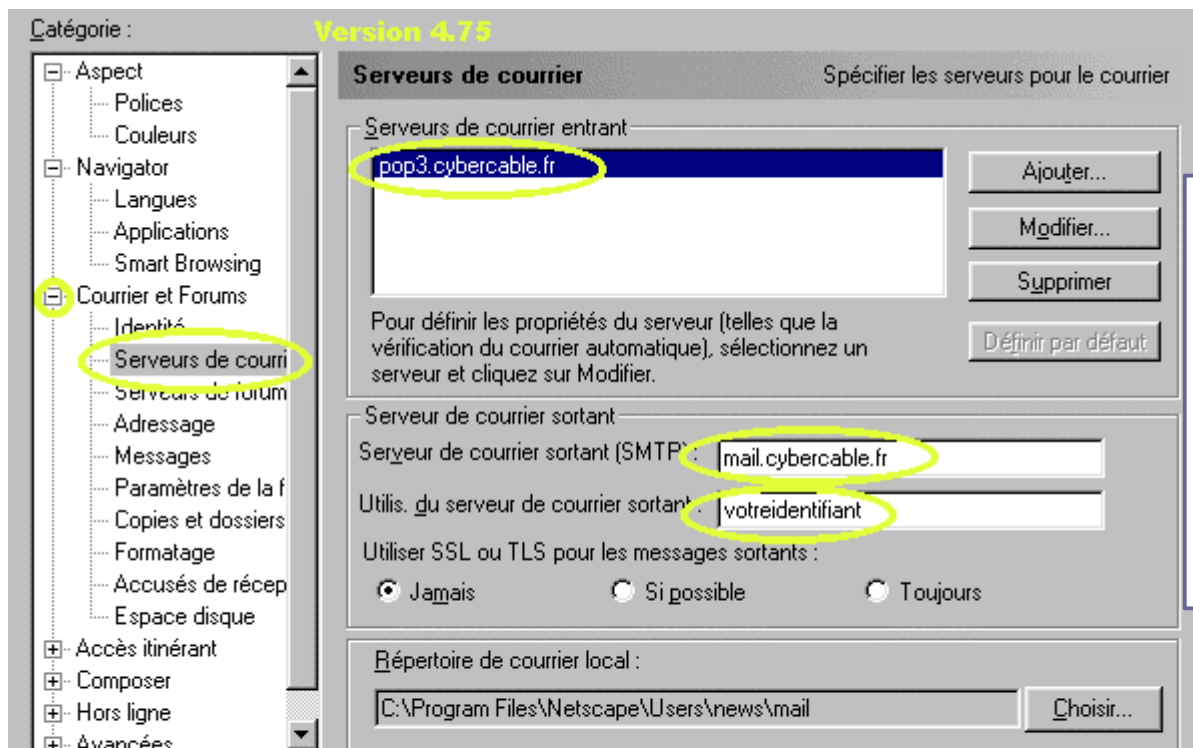 Catégorie :
Version 4.75
Aspect
Polices
Couleurs
Navigator
Langues
Applications
Smart Browsing
Courrier et Forums
Identité
Serveurs de courri
Serveurs de forum
Adressage
Messages
Paramètres de la f
Copies et dossiers
Formatage
Accusés de récep
Espace disque
Accès itinérant
Composer
Hors ligne
Avancées
Serveurs de courrier
Spécifier les serveurs pour le courrier
Serveurs de courrier entrant
pop3.cybercable.fr
Ajouter...
Modifier...
Supprimer
Définir par défaut
Pour définir les propriétés du serveur (telles que la
vérification du courrier automatique), sélectionnez un
serveur et cliquez sur Modifier.
Serveur de courrier sortant
Serveur de courrier sortant (SMTP) :
mail.cybercable.fr
Utilis. du serveur de courrier sortant :
votreidentifiant
Utiliser SSL ou TLS pour les messages sortants :
Jamais
Si possible
Toujours
Répertoire de courrier local :
C:\Program Files\Netscape\Users\news\mail
Choisir...